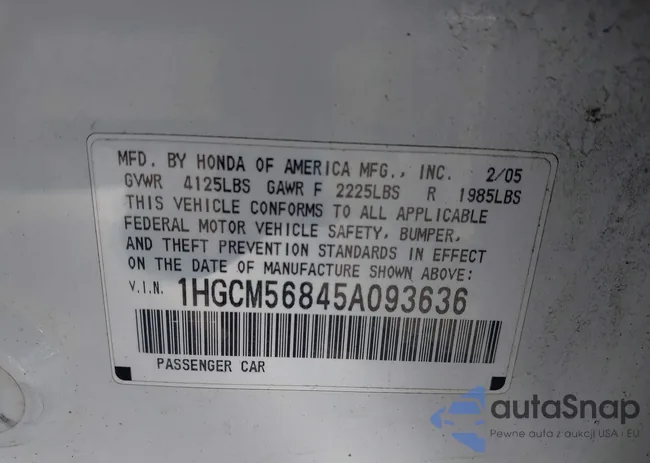 MFD. BY HONDA OF AMERICA MFG., INC. 2/05
GVWR 4125LBS GAWR F 2225LBS R 1985LBS
THIS VEHICLE CONFORMS TO ALL APPLICABLE
FEDERAL MOTOR VEHICLE SAFETY, BUMPER,
AND THEFT PREVENTION STANDARDS IN EFFECT
ON THE DATE OF MANUFACTURE SHOWN ABOVE:
V.I.N. 1HGCM56845A093636
PASSENGER CAR
autaSnap
Pewne auta z aukcji USA · EU